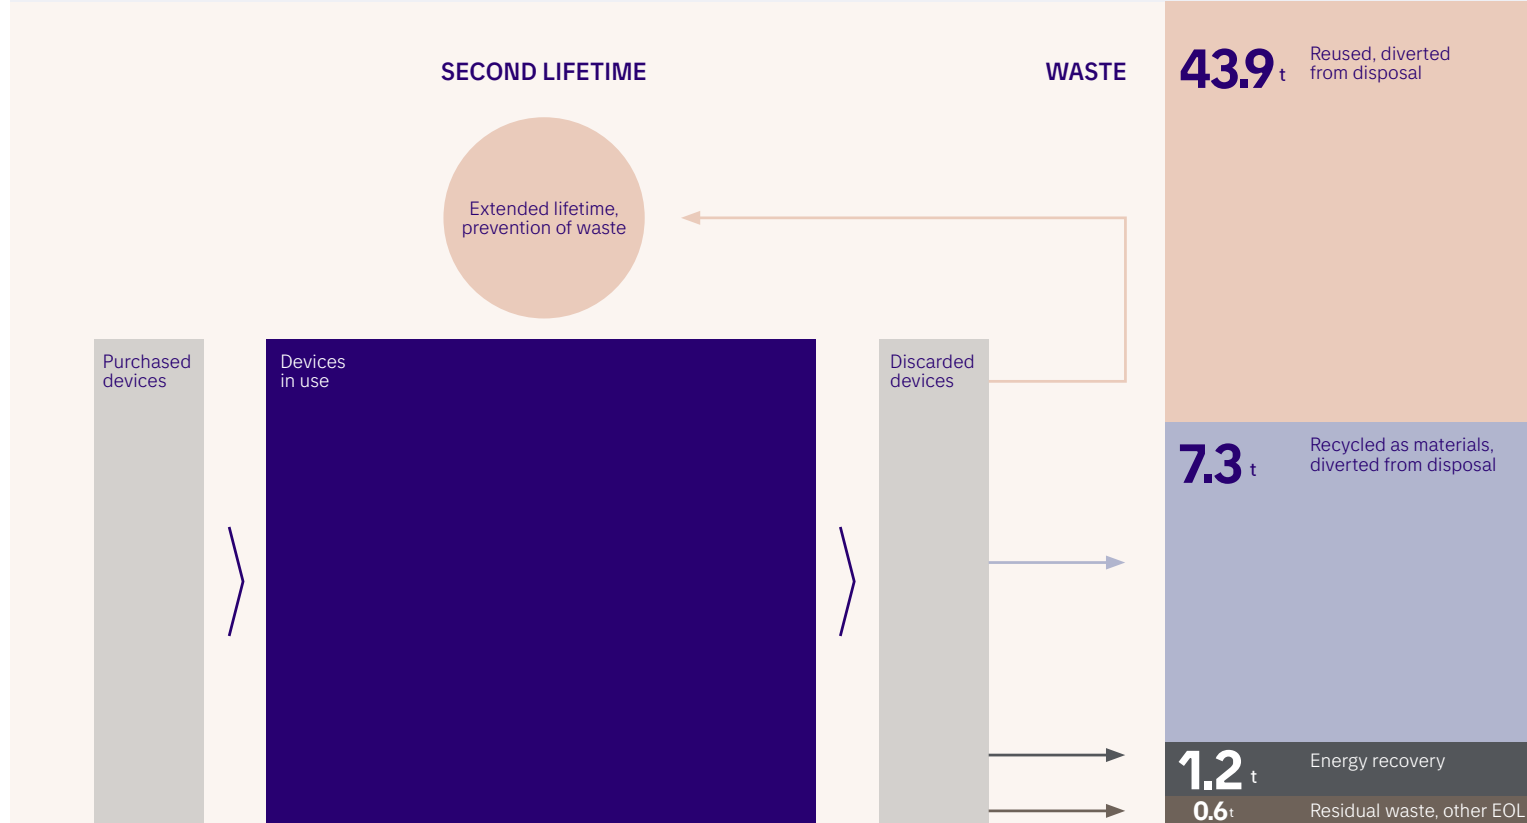 SECOND LIFETIME
WASTE
43.9 t
Reused, diverted
from disposal
Extended lifetime,
prevention of waste
Purchased
devices
Devices
in use
Discarded
devices
7.3 t
Recycled as materials,
diverted from disposal
1.2 t
Energy recovery
0.6 t
Residual waste, other EOL